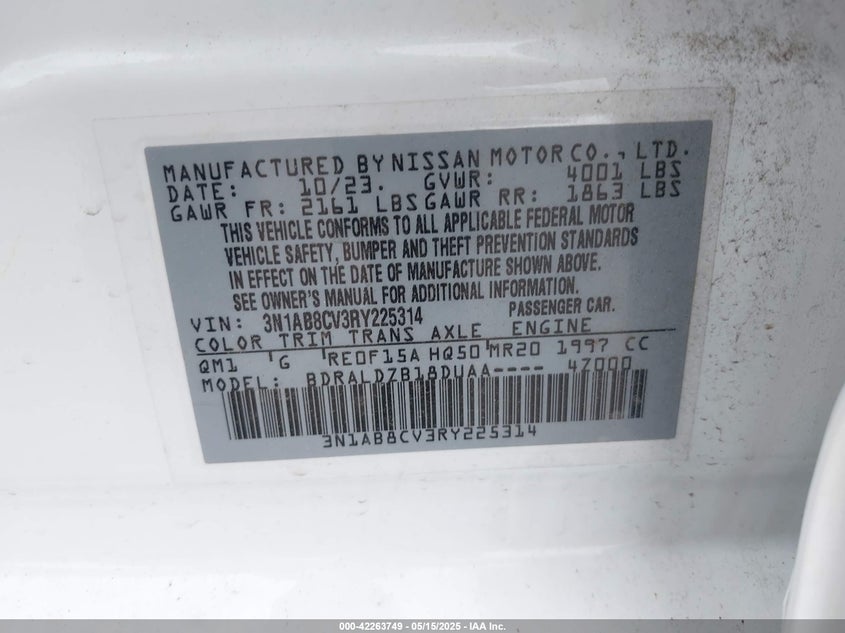 MANUFACTURED BY NISSAN MOTOR CO., LTD.
DATE: 10/23. GVWR: 4001 LBS
GAWR FR: 2161 LBS GAWR RR: 1863 LBS
THIS VEHICLE CONFORMS TO ALL APPLICABLE FEDERAL MOTOR
VEHICLE SAFETY, BUMPER AND THEFT PREVENTION STANDARDS
IN EFFECT ON THE DATE OF MANUFACTURE SHOWN ABOVE.
SEE OWNER'S MANUAL FOR ADDITIONAL INFORMATION.
VIN: 3N1AB8CV3RY225314 PASSENGER CAR.
COLOR TRIM TRANS AXLE ENGINE
QM1 G RE0F15A HQ50 MR20 1997 CC
MODEL: BDRALDZB18DUAA---- 47000
3N1AB8CV3RY225314
000-42263749 - 05/15/2025 - IAA Inc.